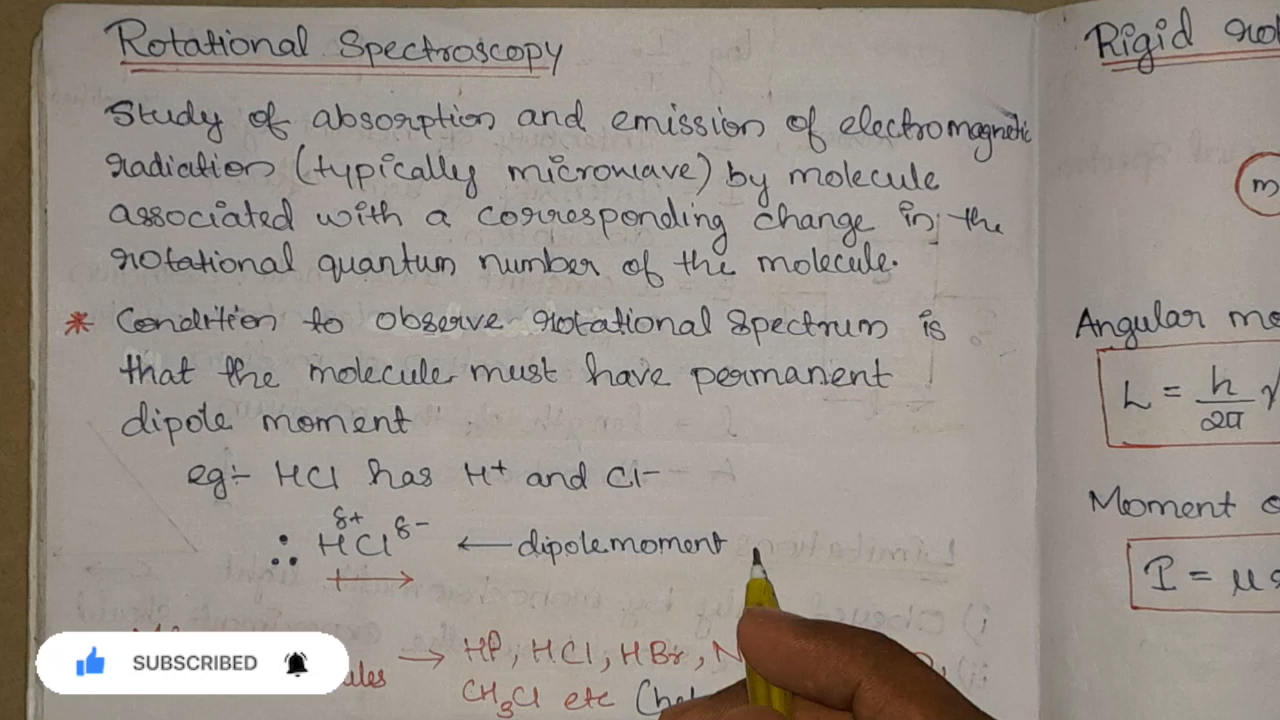 Rotational Spectroscopy
Study of absorption and emission of electromagnetic
radiation (typically microwave) by molecule
associated with a corresponding change in the
rotational quantum number of the molecule.
* Condition to observe rotational spectrum is
that the molecule must have permanent
dipole moment
eg:- HCl has H+ and Cl-
∴ Hδ+ Clδ- ← dipole moment
→ HF, HCl, HBr, N
CH3Cl etc
SUBSCRIBED
Rigid
m
Angular
L = h/2π
Moment
I = μ